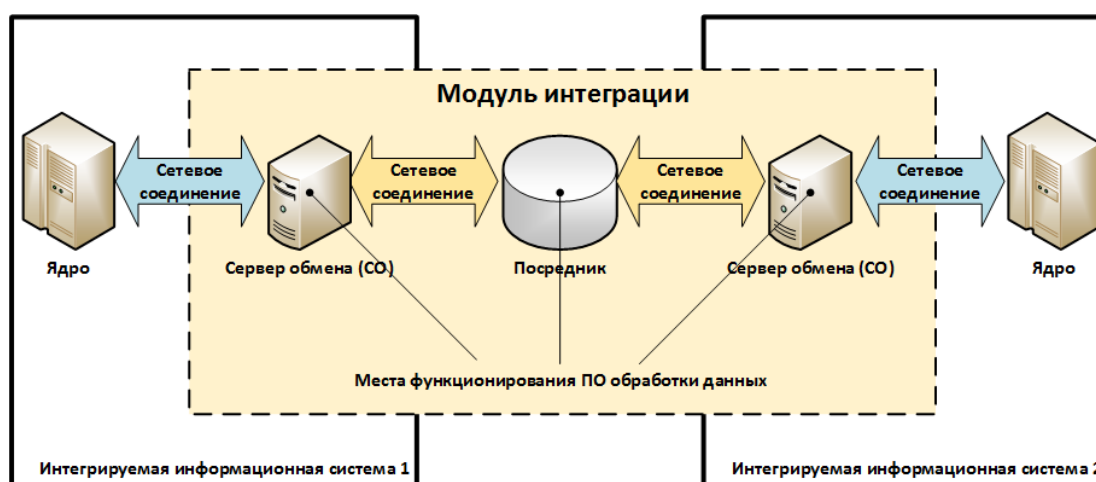 Модуль интеграции
Сетевое
соединение
Сетевое
соединение
Сетевое
соединение
Сетевое
соединение
Ядро
Сервер обмена (СО)
Посредник
Сервер обмена (СО)
Ядро
Места функционирования ПО обработки данных
Интегрируемая информационная система 1
Интегрируемая информационная система 2